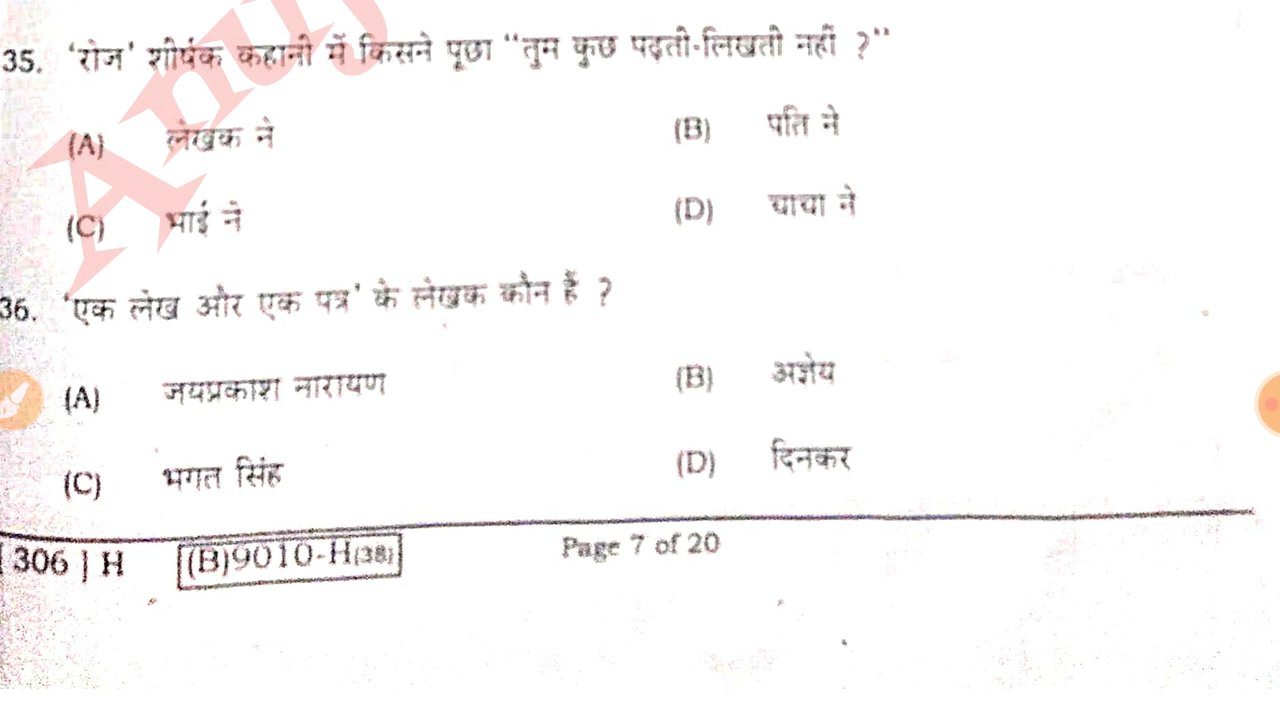 Anuj
35. 'रोज' शीर्षक कहानी में किसने पूछा "तुम कुछ पढ़ती-लिखती नहीं ?"
(A) लेखक ने (B) पति ने
(C) भाई ने (D) चाचा ने
36. 'एक लेख और एक पत्र' के लेखक कौन हैं ?
(A) जयप्रकाश नारायण (B) अज्ञेय
(C) भगत सिंह (D) दिनकर
[ 306 ] H (B)9010-H(38) Page 7 of 20